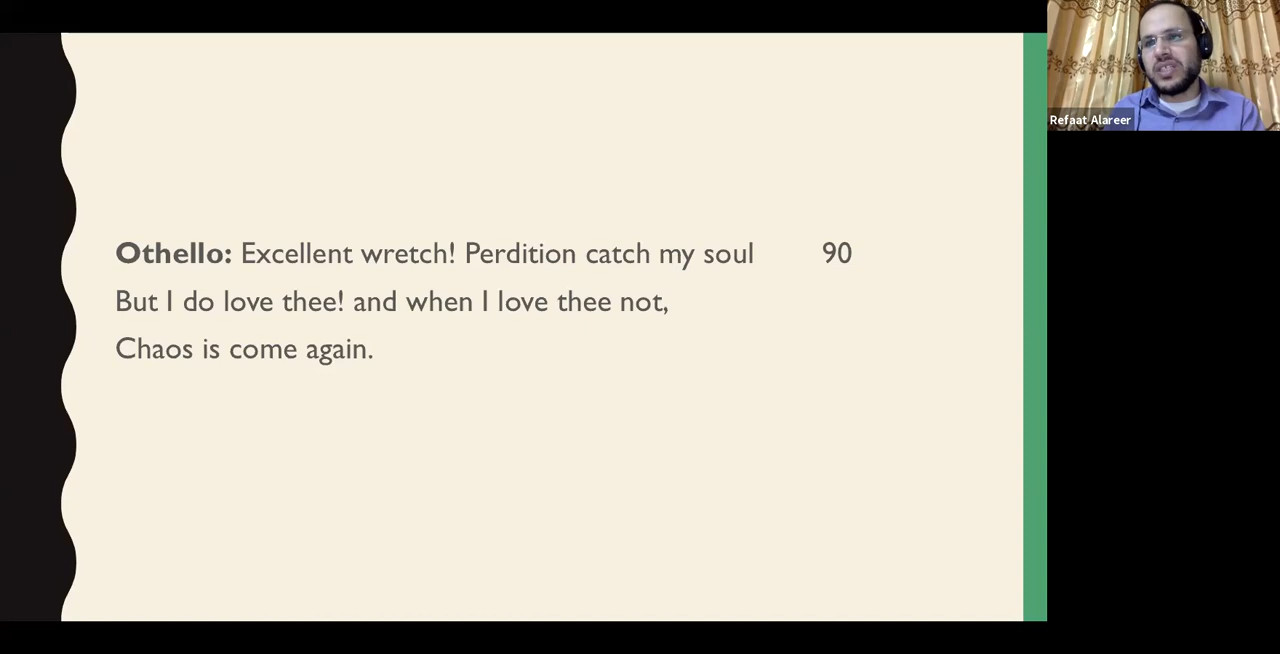 Othello: Excellent wretch! Perdition catch my soul 90
But I do love thee! and when I love thee not,
Chaos is come again.
Refaat Alareer